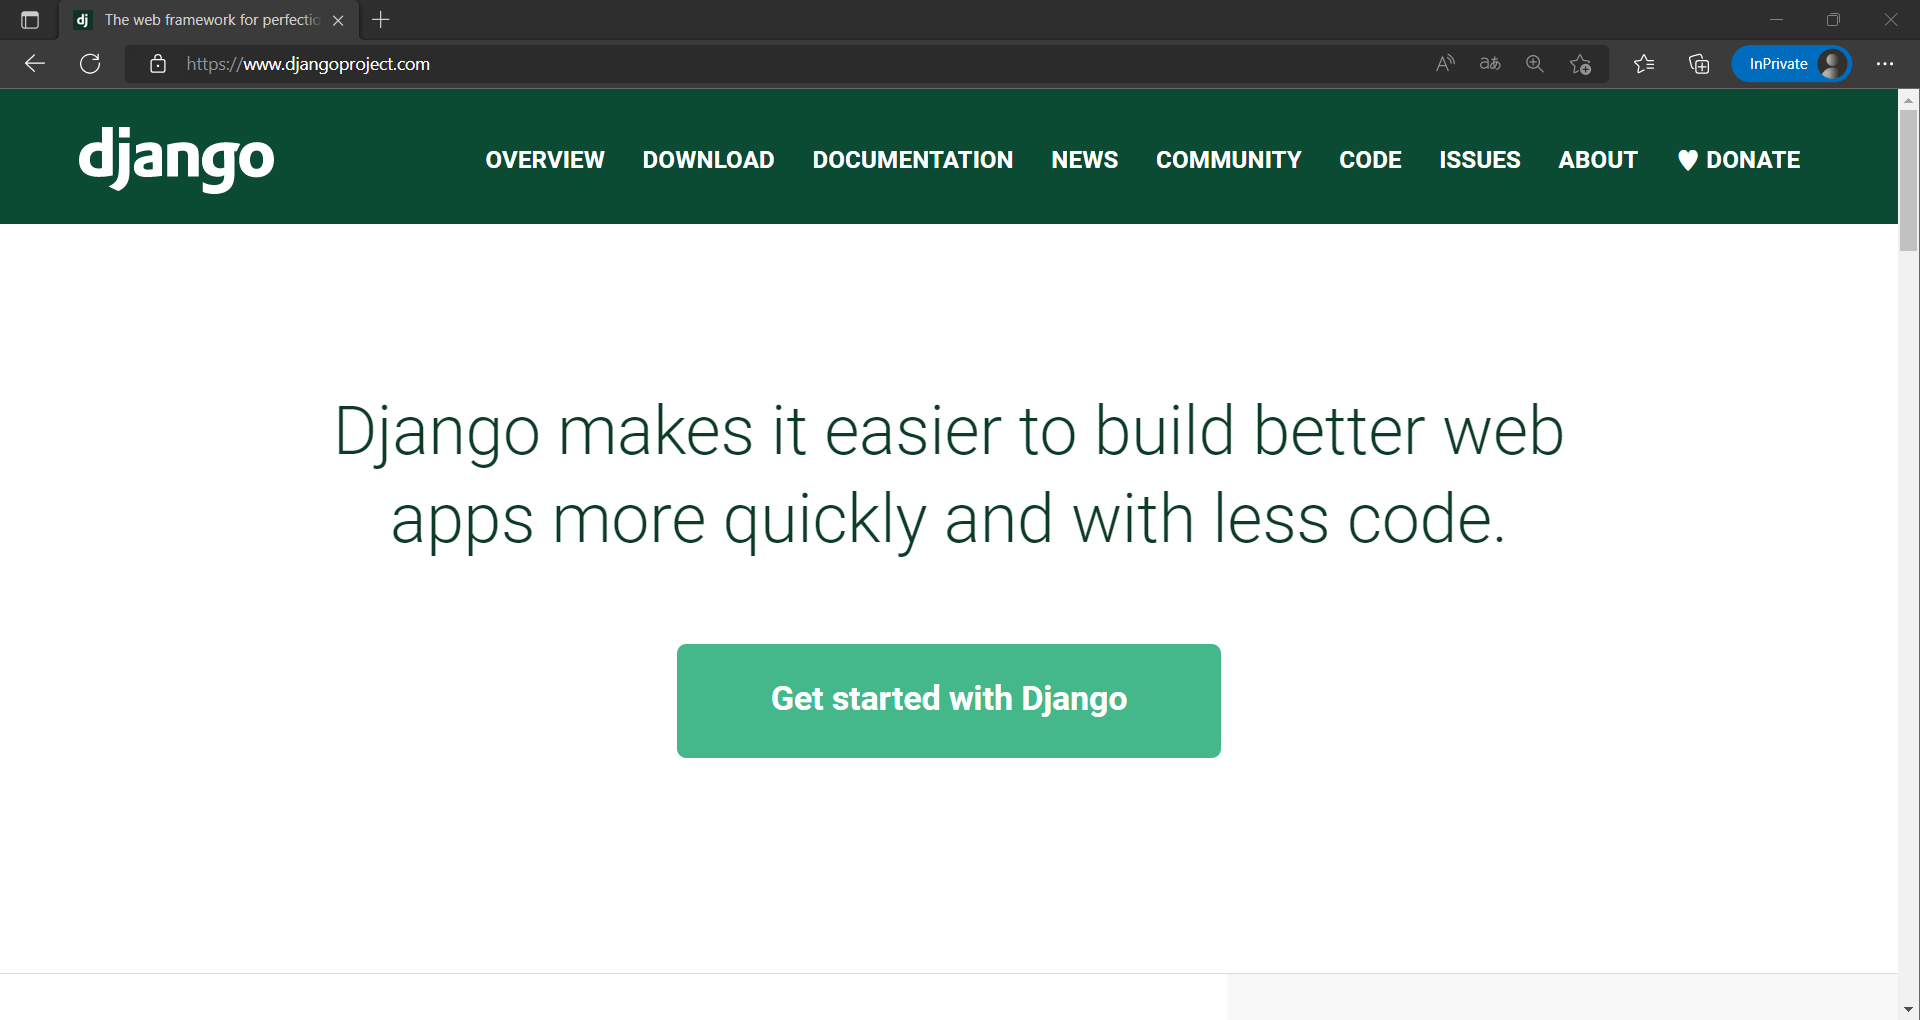 dj The web framework for perfectio
https://www.djangoproject.com
A aあ InPrivate
django OVERVIEW DOWNLOAD DOCUMENTATION NEWS COMMUNITY CODE ISSUES ABOUT DONATE
Django makes it easier to build better web
apps more quickly and with less code.
Get started with Django